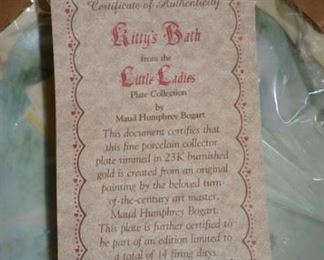 Certificate of Authenticity
Kitty's Bath
from the
Little Ladies
Plate Collection
by
Maud Humphrey Bogart
This document certifies that
this fine porcelain collector
plate rimmed in 23K burnished
gold is created from an original
painting by the beloved turn-
of-the-century art master,
Maud Humphrey Bogart.
This plate is further certified to
be part of an edition limited to
a total of 14 firing days.